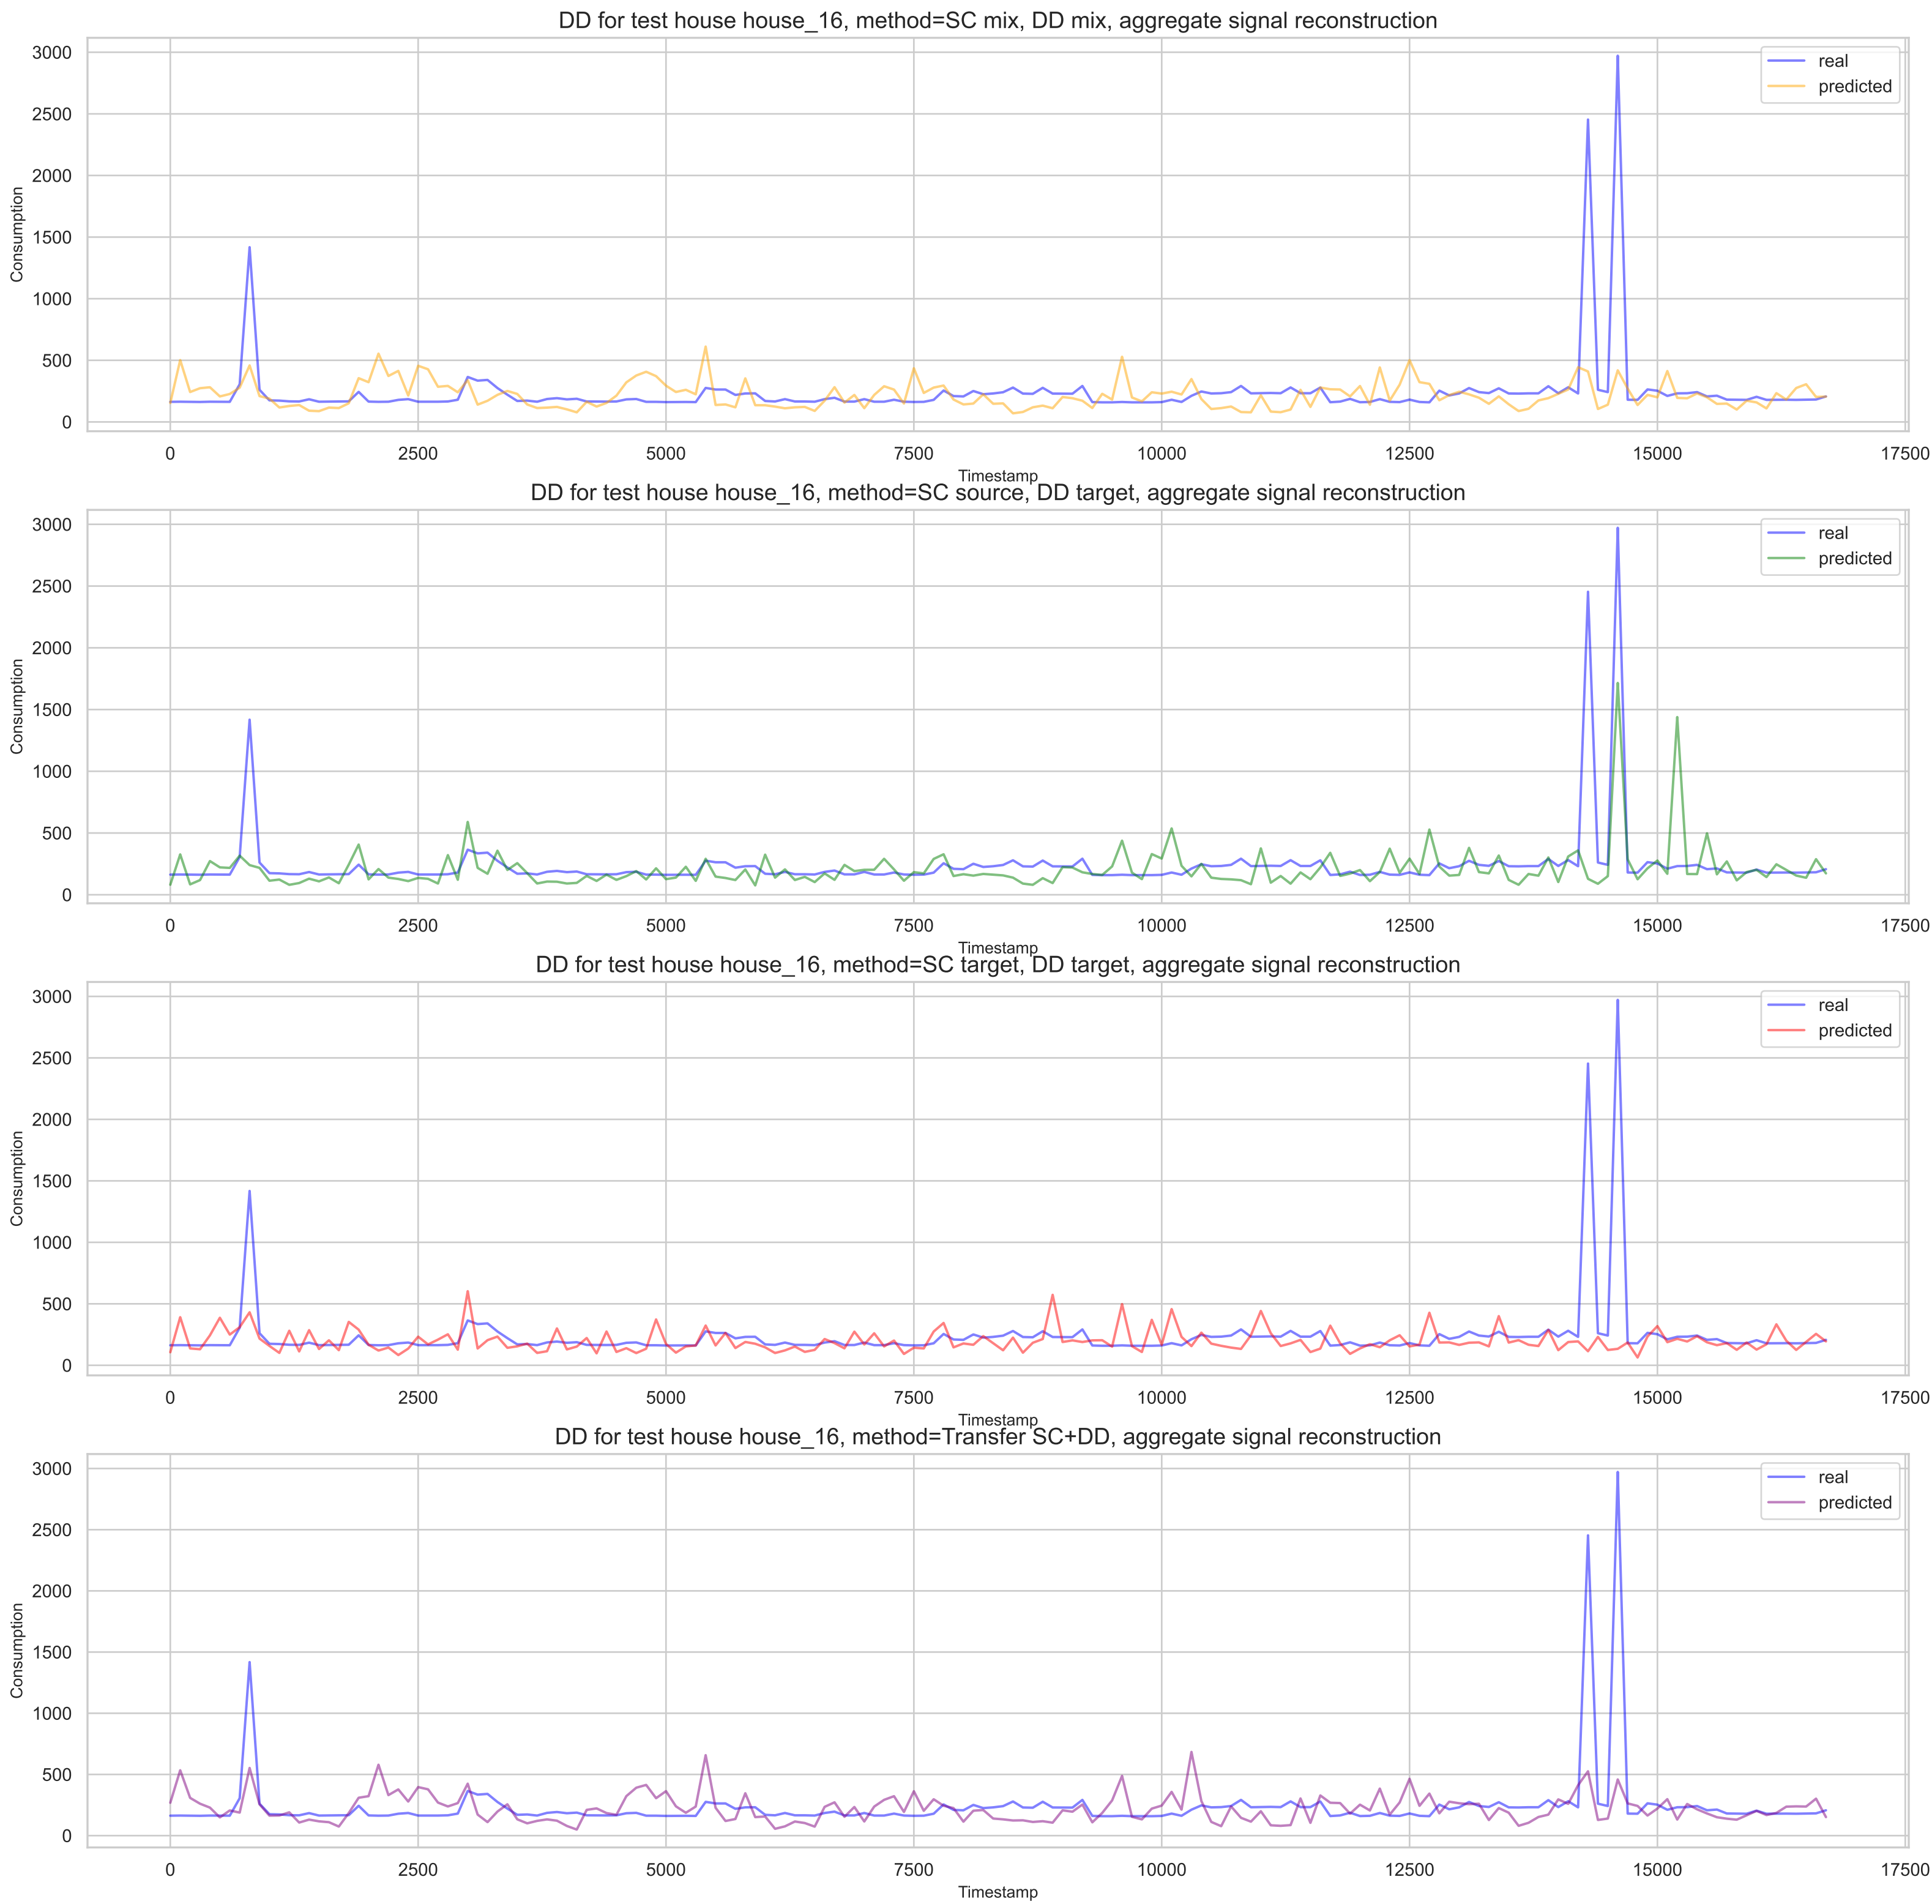 DD for test house house_16, method=SC mix, DD mix, aggregate signal reconstruction
3000
2500
2000
1500
1000
500
0
Consumption
real
predicted
0 2500 5000 7500 10000 12500 15000 17500
Timestamp
DD for test house house_16, method=SC source, DD target, aggregate signal reconstruction
3000
2500
2000
1500
1000
500
0
Consumption
real
predicted
0 2500 5000 7500 10000 12500 15000 17500
Timestamp
DD for test house house_16, method=SC target, DD target, aggregate signal reconstruction
3000
2500
2000
1500
1000
500
0
Consumption
real
predicted
0 2500 5000 7500 10000 12500 15000 17500
Timestamp
DD for test house house_16, method=Transfer SC+DD, aggregate signal reconstruction
3000
2500
2000
1500
1000
500
0
Consumption
real
predicted
0 2500 5000 7500 10000 12500 15000 17500
Timestamp